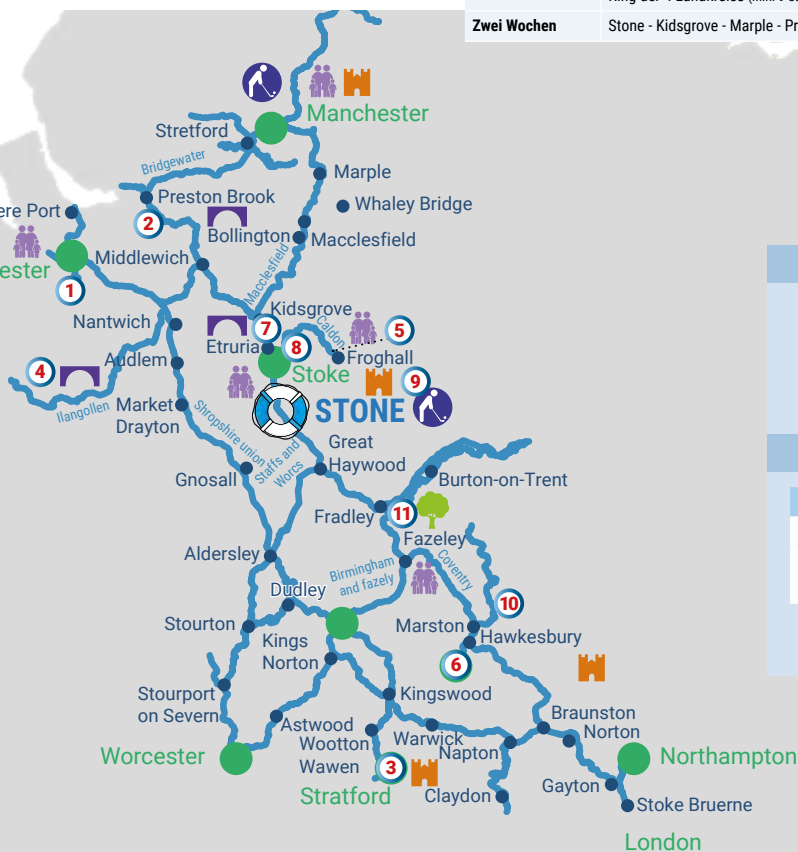 Zwei Wochen
Stone - Kidsgrove - Marple - Pr
Manchester
Stretford
Bridgewater
Marple
Preston Brook
Whaley Bridge
ere Port
2
Bollington
Macclesfield
ester
Middlewich
1
Macclesfield
Kidsgrove
Nantwich
7
Caldon
5
Etruria
8
Froghall
Audlem
Stoke
4
9
llangollen
Market
Drayton
STONE
Shropshire union
Staffs and
Worcs
Great
Haywood
Gnosall
Burton-on-Trent
Fradley
11
Fazeley
Aldersley
Birmingham
and fazely
Coventry
Dudley
10
Stourton
Marston
Hawkesbury
Kings
Norton
6
Stourport
on Severn
Kingswood
Astwood
Braunston
Norton
Wootton
Wawen
Warwick
Napton
Worcester
Northampton
3
Stratford
Claydon
Gayton
Stoke Bruerne
London